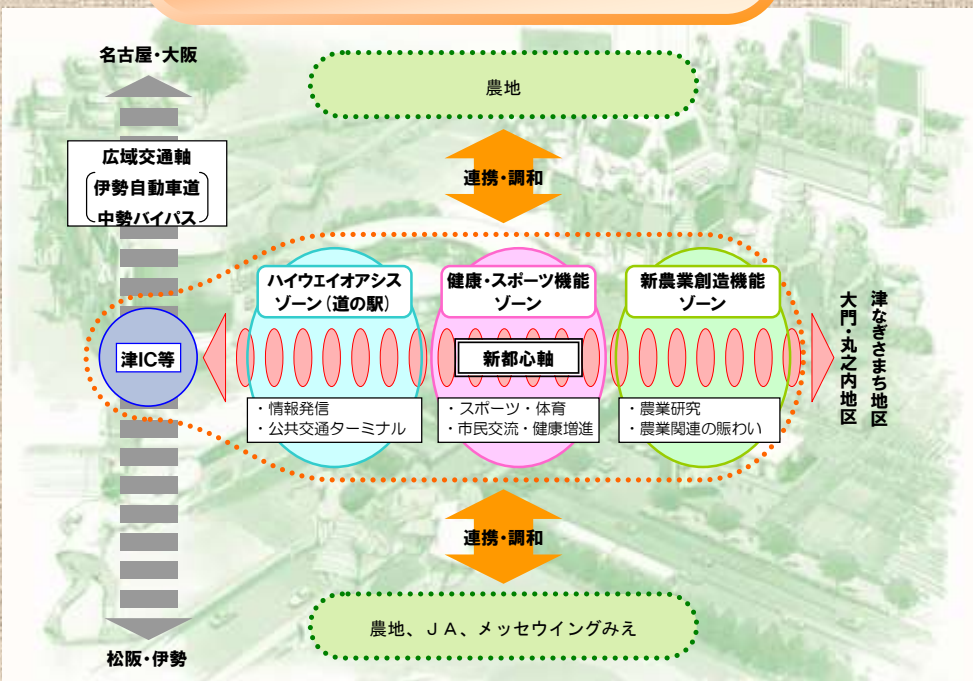 名古屋・大阪
農地
広域交通軸
伊勢自動車道
中勢バイパス
連携・調和
ハイウェイオアシス
ゾーン（道の駅）
健康・スポーツ機能
ゾーン
新農業創造機能
ゾーン
津IC等
新都心軸
津なぎさまち地区
大門・丸之内地区
・情報発信
・公共交通ターミナル
・スポーツ・体育
・市民交流・健康増進
・農業研究
・農業関連の賑わい
連携・調和
農地、ＪＡ、メッセウイングみえ
松阪・伊勢